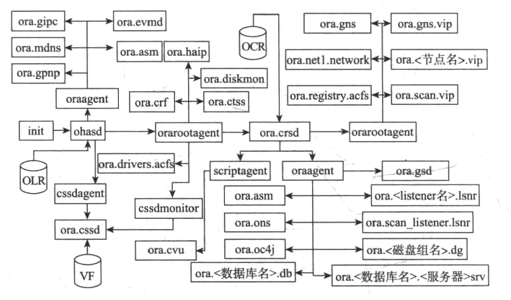 ora.gipc
ora.evmd
ora.mdns
ora.asm
ora.haip
ora.gpnp
ora.diskmon
oraagent
ora.crf
ora.ctss
init
ohasd
orarootagent
OLR
ora.drivers.acfs
cssdagent
cssdmonitor
ora.cssd
VF
OCR
ora.gns
ora.gns.vip
ora.net1.network
ora.<节点名>.vip
ora.registry.acfs
ora.scan.vip
ora.crsd
orarootagent
scriptagent
oraagent
ora.gsd
ora.asm
ora.<listener名>.lsnr
ora.ons
ora.scan_listener.lsnr
ora.cvu
ora.oc4j
ora.<磁盘组名>.dg
ora.<数据库名>.db
ora.<数据库名>.<服务器>srv